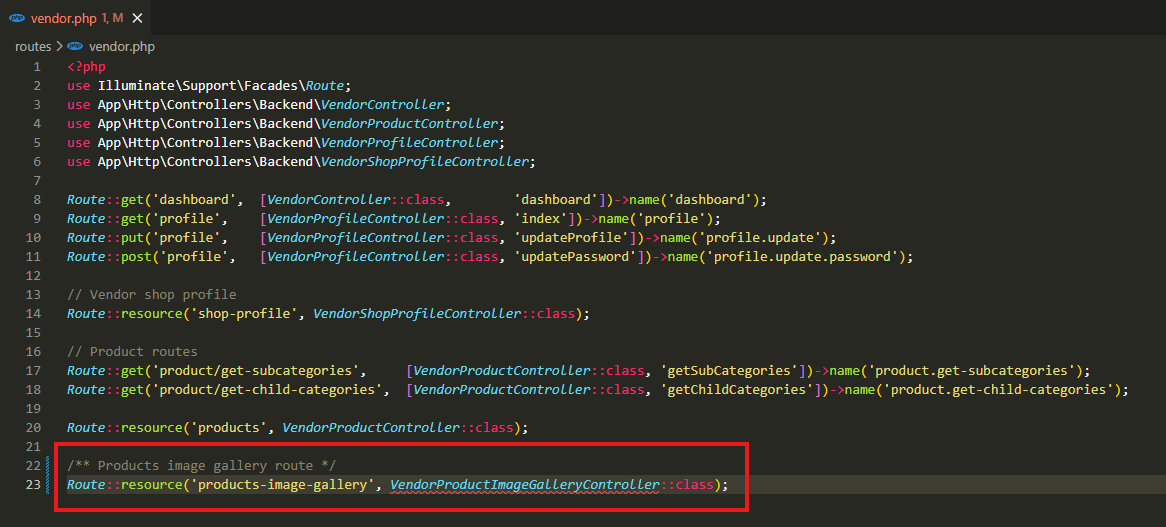 php vendor.php 1, M ×
routes > php vendor.php
1 <?php
2 use Illuminate\Support\Facades\Route;
3 use App\Http\Controllers\Backend\VendorController;
4 use App\Http\Controllers\Backend\VendorProductController;
5 use App\Http\Controllers\Backend\VendorProfileController;
6 use App\Http\Controllers\Backend\VendorShopProfileController;
7
8 Route::get('dashboard',  [VendorController::class,        'dashboard'])->name('dashboard');
9 Route::get('profile',    [VendorProfileController::class, 'index'])->name('profile');
10 Route::put('profile',    [VendorProfileController::class, 'updateProfile'])->name('profile.update');
11 Route::post('profile',   [VendorProfileController::class, 'updatePassword'])->name('profile.update.password');
12
13 // Vendor shop profile
14 Route::resource('shop-profile', VendorShopProfileController::class);
15
16 // Product routes
17 Route::get('product/get-subcategories',     [VendorProductController::class, 'getSubCategories'])->name('product.get-subcategories');
18 Route::get('product/get-child-categories',  [VendorProductController::class, 'getChildCategories'])->name('product.get-child-categories');
19
20 Route::resource('products', VendorProductController::class);
21
22 /** Products image gallery route */
23 Route::resource('products-image-gallery', VendorProductImageGalleryController::class);